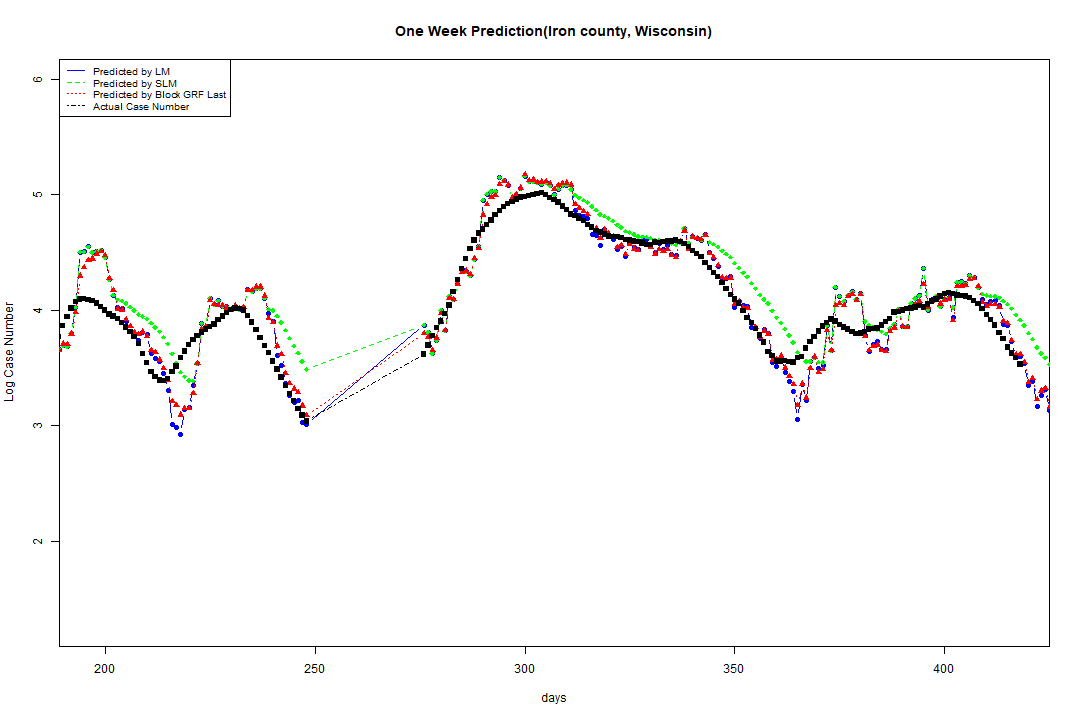 One Week Prediction(Iron county, Wisconsin)
Predicted by LM
Predicted by SLM
Predicted by Block GRF Last
Actual Case Number
6
5
4
3
2
Log Case Number
200 250 300 350 400
days